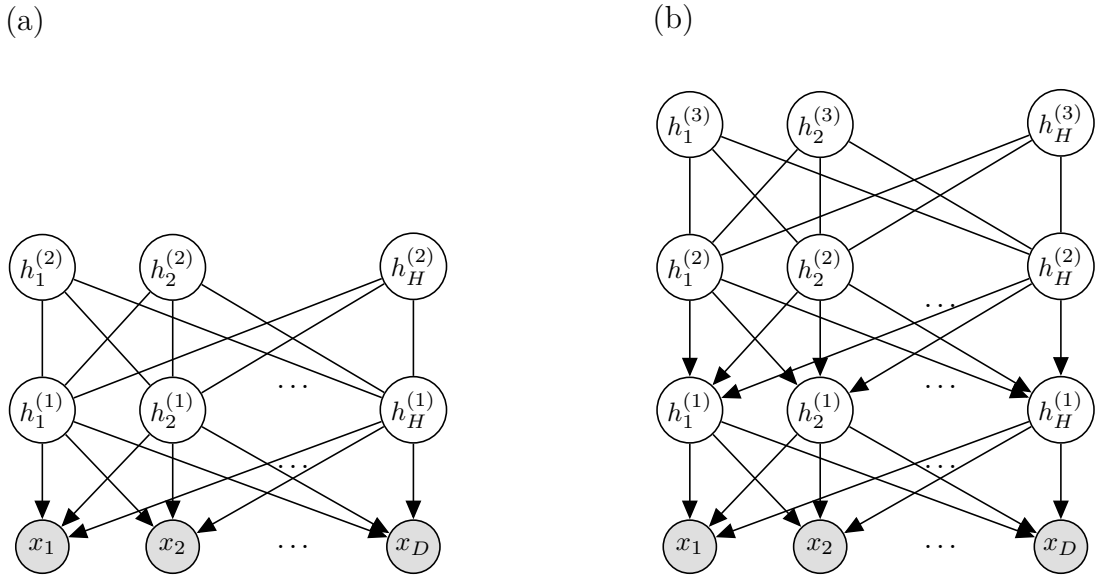 (a)
h_1^{(2)} h_2^{(2)} h_H^{(2)}
h_1^{(1)} h_2^{(1)} ... h_H^{(1)}
...
x_1 x_2 ... x_D
(b)
h_1^{(3)} h_2^{(3)} h_H^{(3)}
h_1^{(2)} h_2^{(2)} h_H^{(2)}
...
h_1^{(1)} h_2^{(1)} ... h_H^{(1)}
...
x_1 x_2 ... x_D